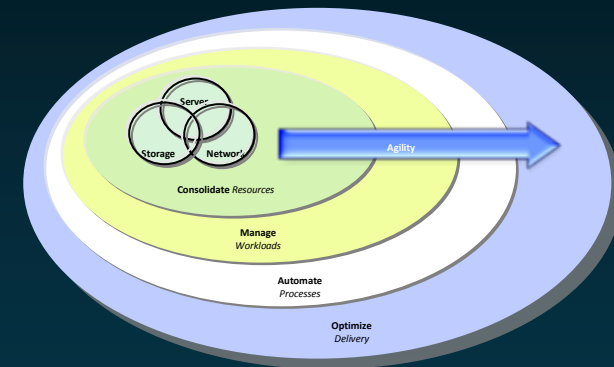 Server
Storage
Network
Agility
Consolidate Resources
Manage
Workloads
Automate
Processes
Optimize
Delivery